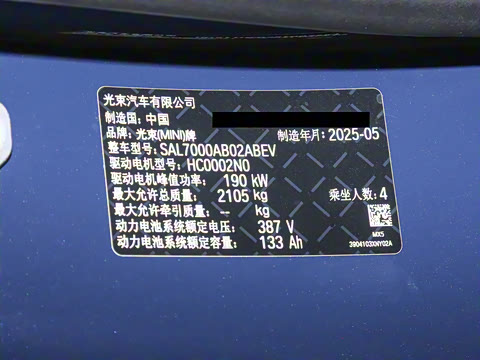 光束汽车有限公司
制造国: 中国
品牌: 光束(MINI)牌 制造年月: 2025-05
整车型号: SAL7000AB02ABEV
驱动电机型号: HC0002N0
驱动电机峰值功率: 190 kW
最大允许总质量: 2105 kg 乘坐人数: 4
最大允许牵引质量: -- kg
动力电池系统额定电压: 387 V
动力电池系统额定容量: 133 Ah
MX5
3904103XNY02A